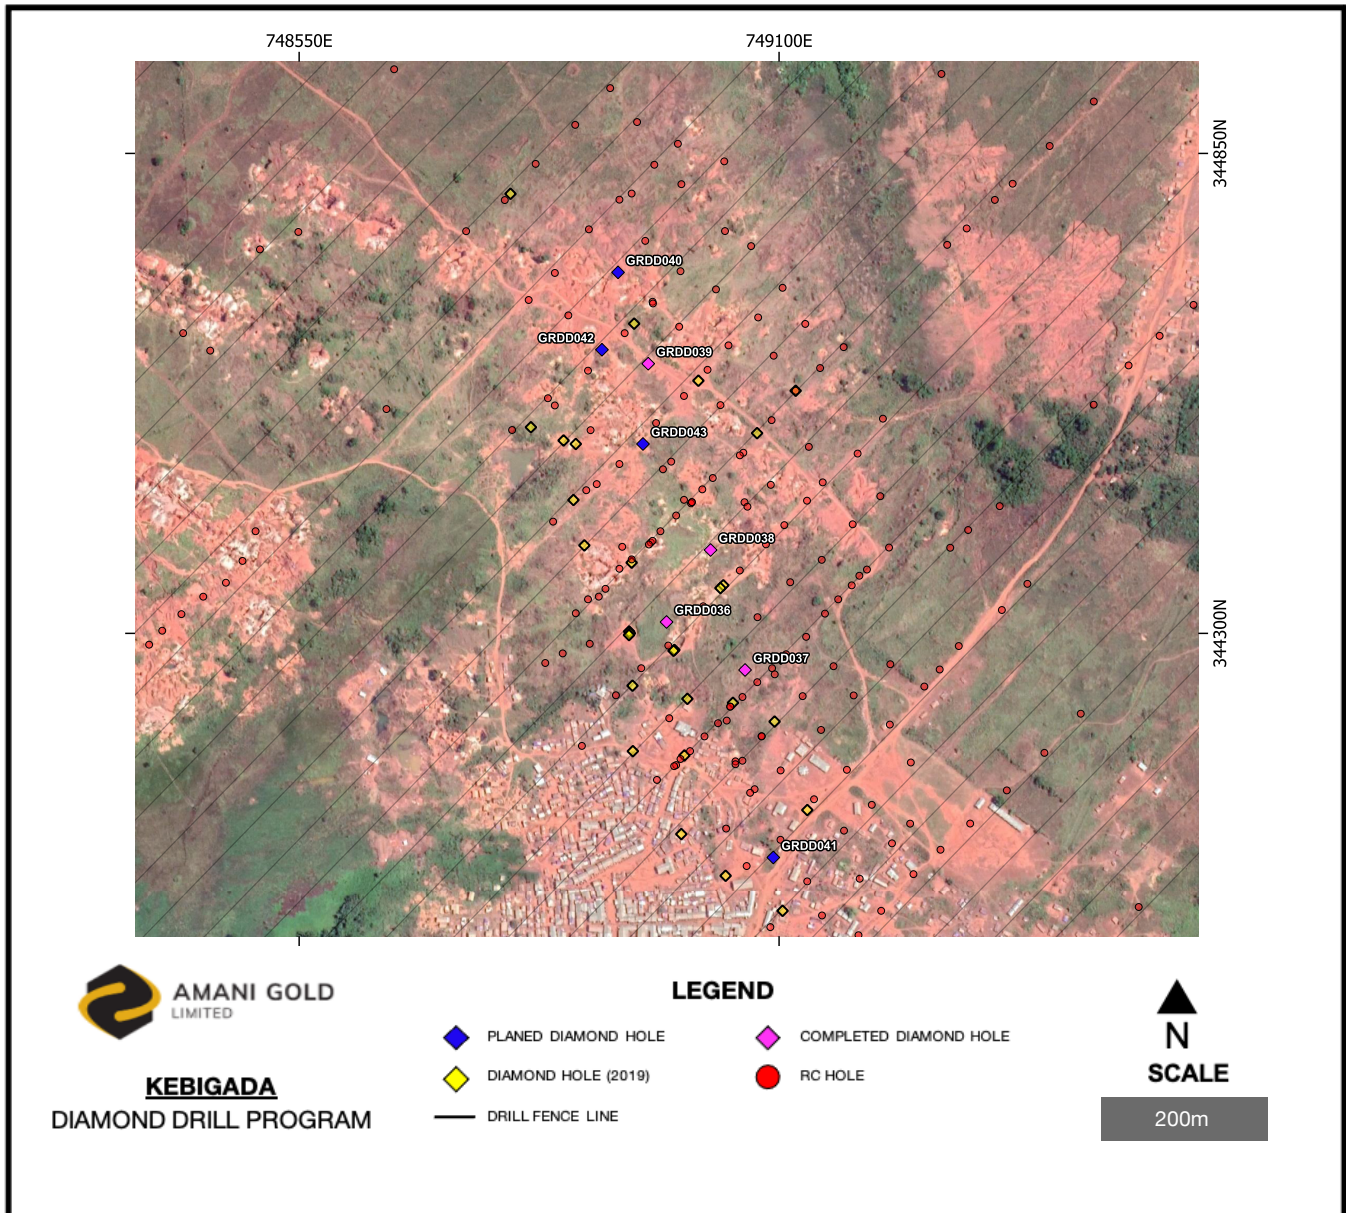 748550E
749100E
344850N
GRDD040
GRDD042
GRDD039
GRDD043
GRDD038
GRDD036
344300N
GRDD037
GRDD041
AMANI GOLD
LIMITED
KEBIGADA
DIAMOND DRILL PROGRAM
LEGEND
PLANED DIAMOND HOLE
COMPLETED DIAMOND HOLE
DIAMOND HOLE (2019)
RC HOLE
DRILL FENCE LINE
N
SCALE
200m